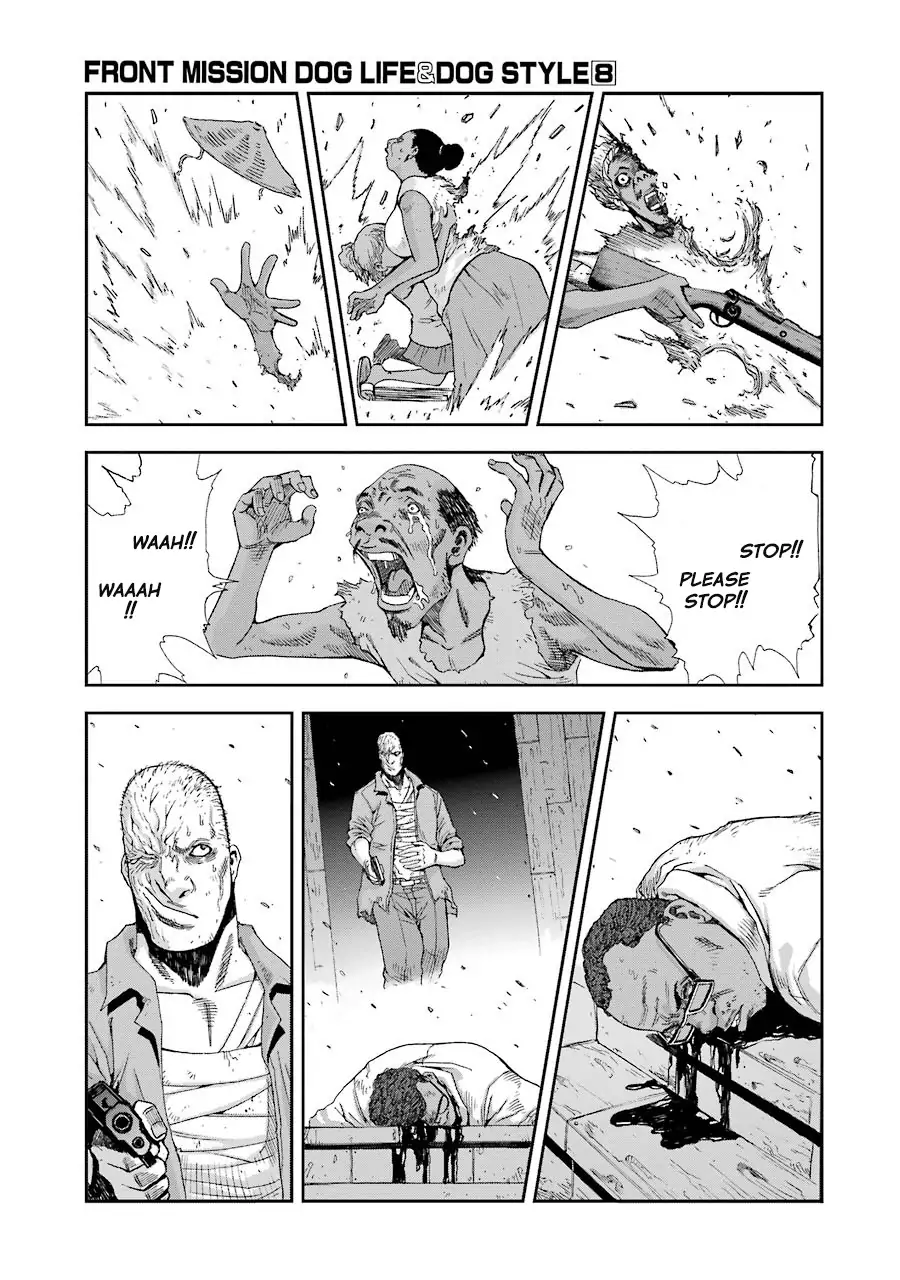 FRONT MISSION DOG LIFE&DOG STYLE 8
STOP!!
PLEASE
STOP!!
WAAH!!
WAAAH
!!